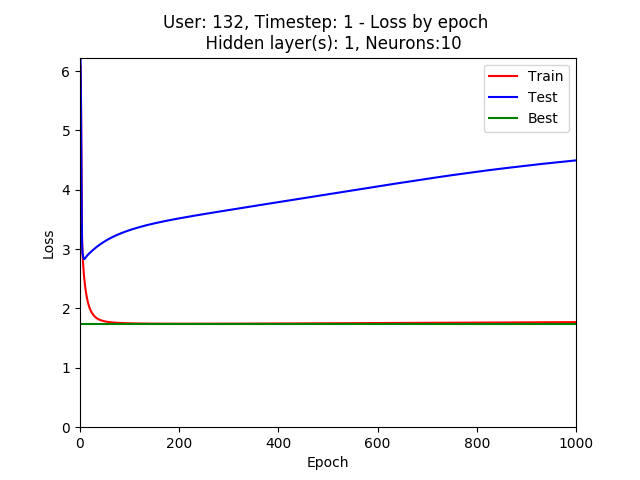 User: 132, Timestep: 1 - Loss by epoch
Hidden layer(s): 1, Neurons:10
Train
Test
Best
6
5
4
3
2
1
0
Loss
0 200 400 600 800 1000
Epoch